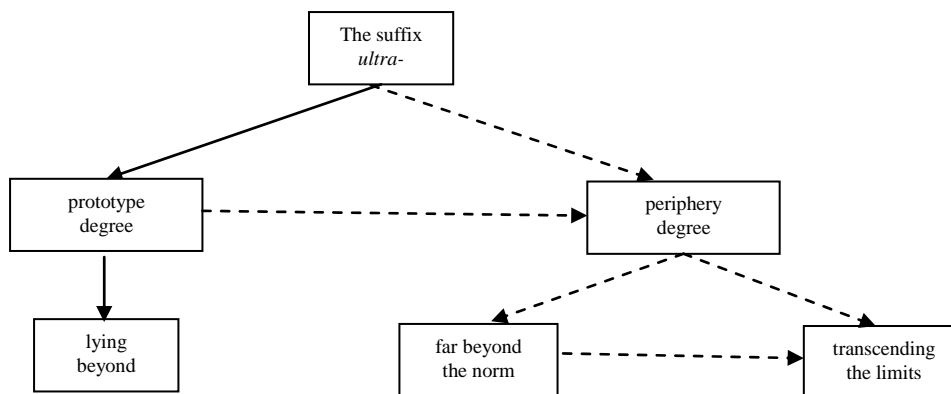 The suffix
ultra-
prototype
degree
periphery
degree
lying
beyond
far beyond
the norm
transcending
the limits